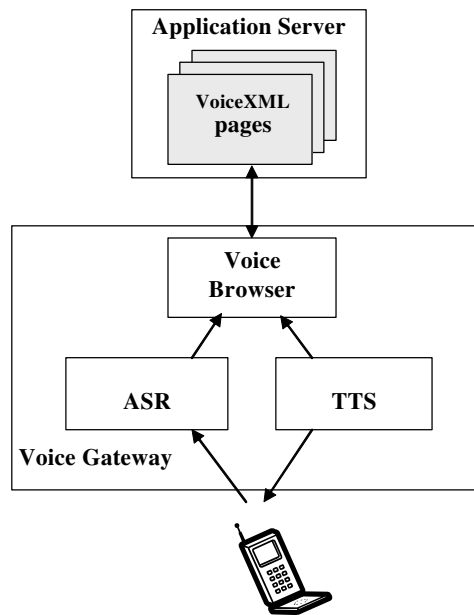 Application Server
VoiceXML
pages
Voice
Browser
ASR
TTS
Voice Gateway